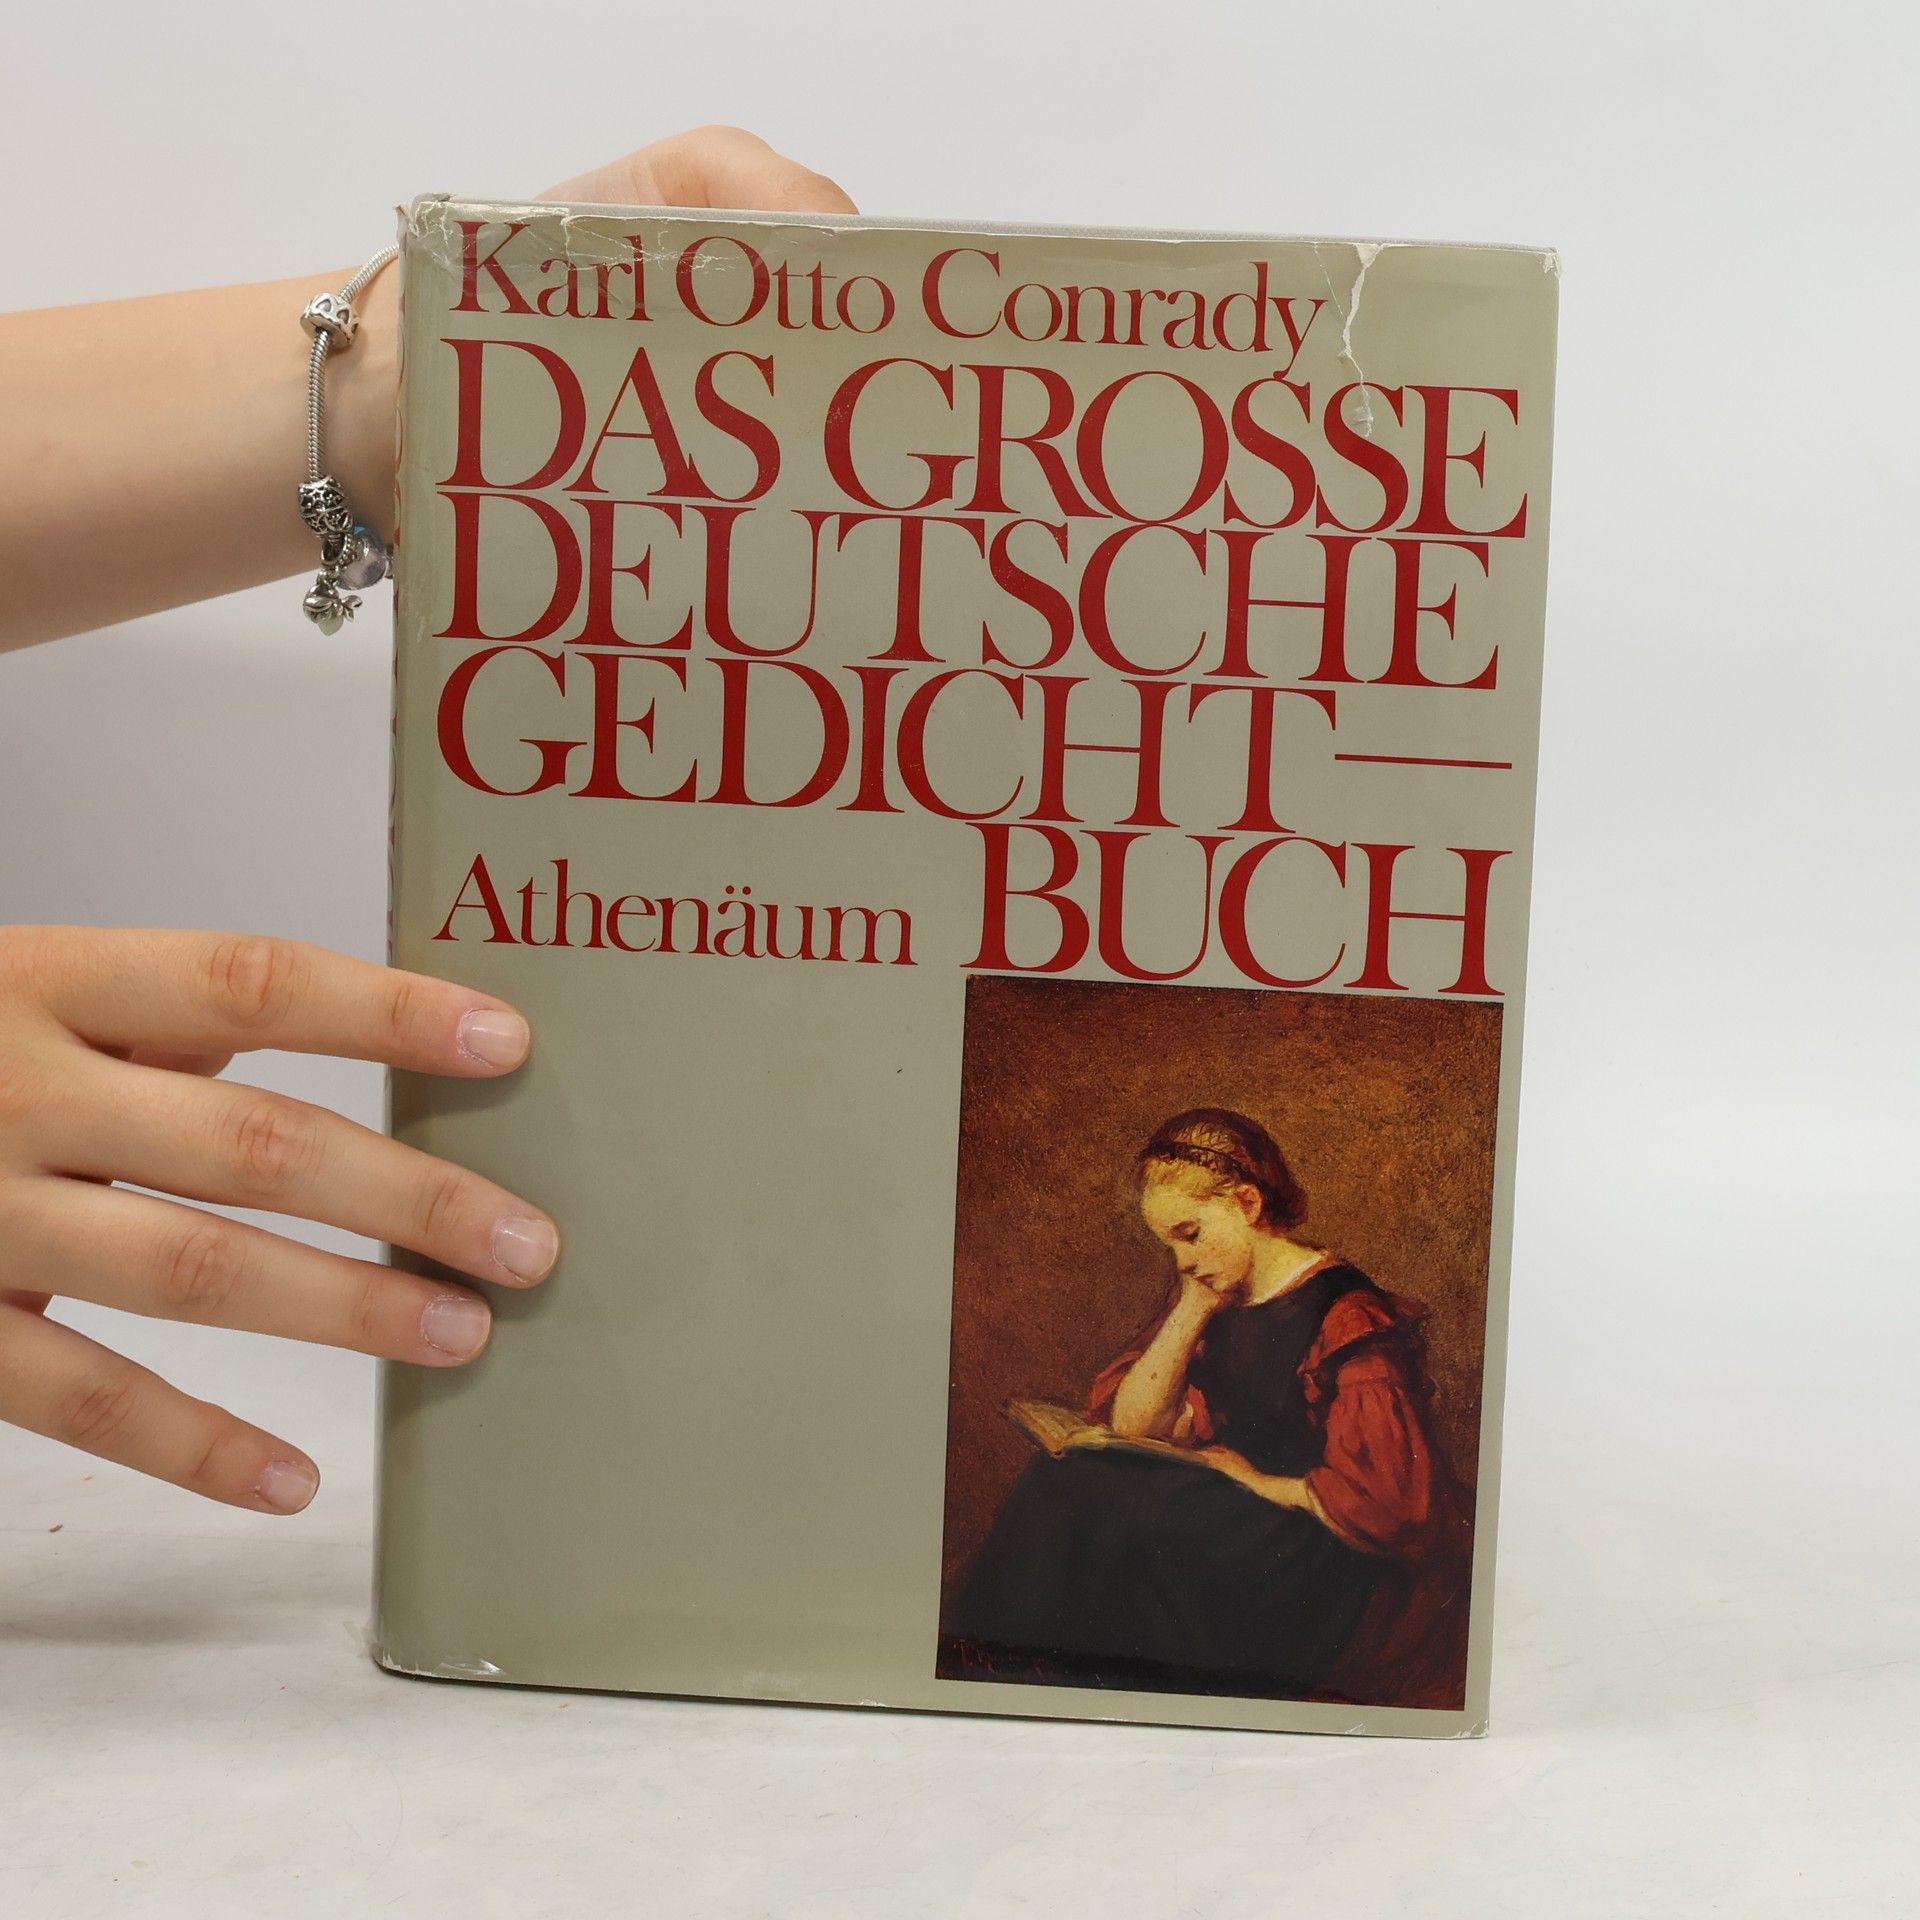 Karl Otto Conrady
DAS GROSSE
DEUTSCHE
GEDICHT—
Athenäum BUCH